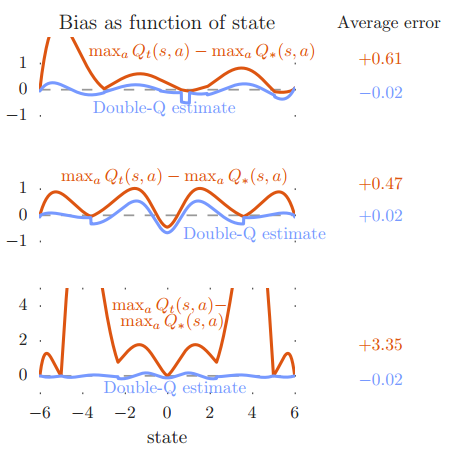 Bias as function of state
Average error
max_a Q_t(s, a) − max_a Q_*(s, a)
+0.61
−0.02
1
0
−1
Double-Q estimate
max_a Q_t(s, a) − max_a Q_*(s, a)
+0.47
+0.02
1
0
−1
Double-Q estimate
max_a Q_t(s, a)−
max_a Q_*(s, a)
+3.35
−0.02
4
2
0
Double-Q estimate
−6 −4 −2 0 2 4 6
state